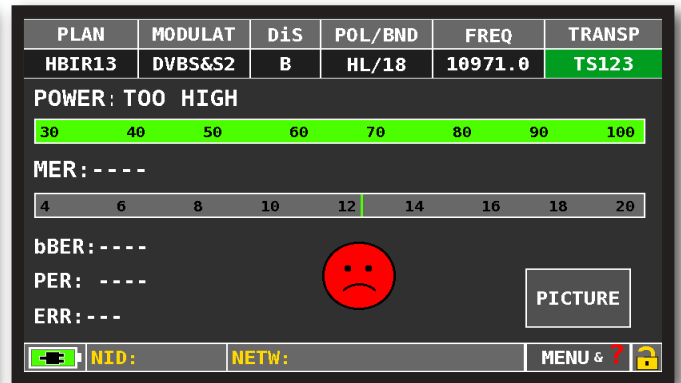 PLAN MODULAT DiS POL/BND FREQ TRANSP
HBIR13 DVBS&S2 B HL/18 10971.0 TS123
POWER: TOO HIGH
30 40 50 60 70 80 90 100
MER:----
4 6 8 10 12 14 16 18 20
bBER:----
PER: ----
PICTURE
ERR:---
NID: NETW: MENU & ?